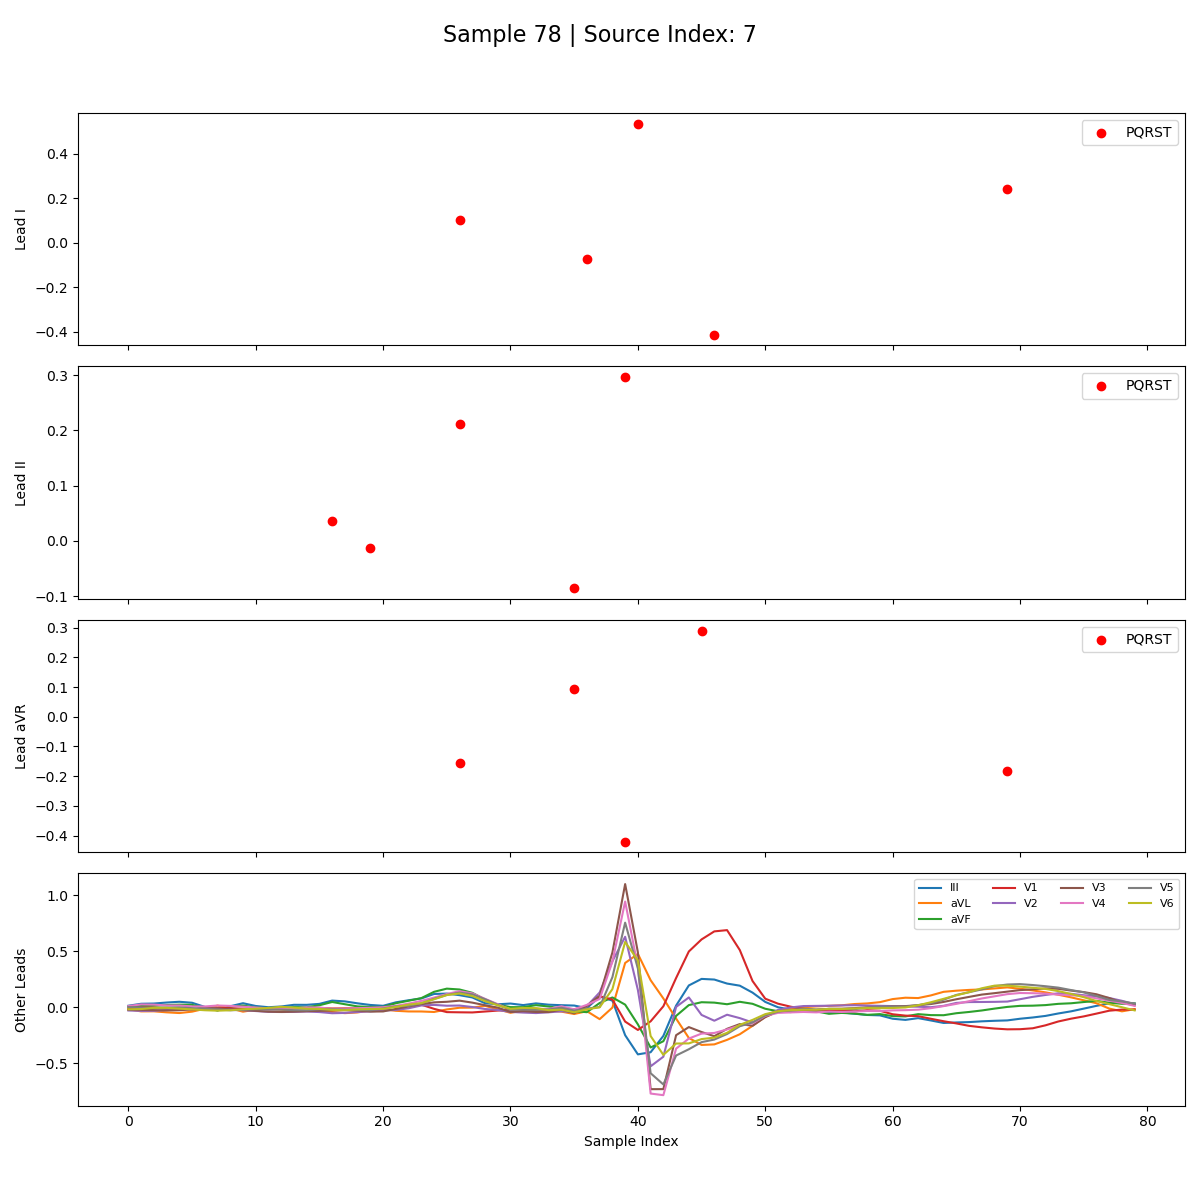 Sample 78 | Source Index: 7
0.4
0.2
0.0
−0.2
−0.4
Lead I
PQRST
0.3
0.2
0.1
0.0
−0.1
Lead II
PQRST
0.3
0.2
0.1
0.0
−0.1
−0.2
−0.3
−0.4
Lead aVR
PQRST
1.0
0.5
0.0
−0.5
Other Leads
III V1 V3 V5
aVL V2 V4 V6
aVF
0 10 20 30 40 50 60 70 80
Sample Index